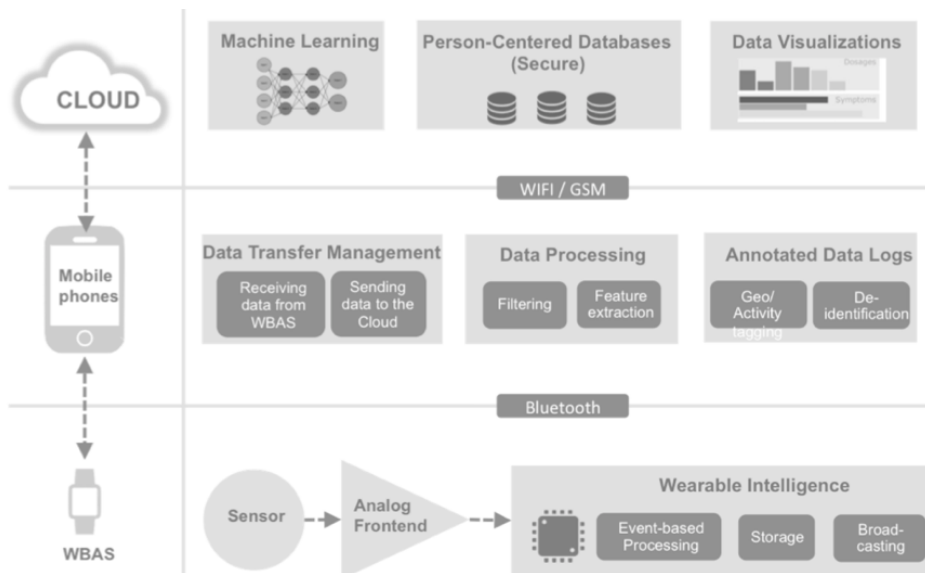 CLOUD
Machine Learning
Person-Centered Databases
(Secure)
Data Visualizations
Dosages
Symptoms
WIFI / GSM
Mobile
phones
Data Transfer Management
Receiving
data from
WBAS
Sending
data to the
Cloud
Data Processing
Filtering
Feature
extraction
Annotated Data Logs
Geo/
Activity
tagging
De-
identification
Bluetooth
WBAS
Sensor
Analog
Frontend
Wearable Intelligence
Event-based
Processing
Storage
Broad-
casting